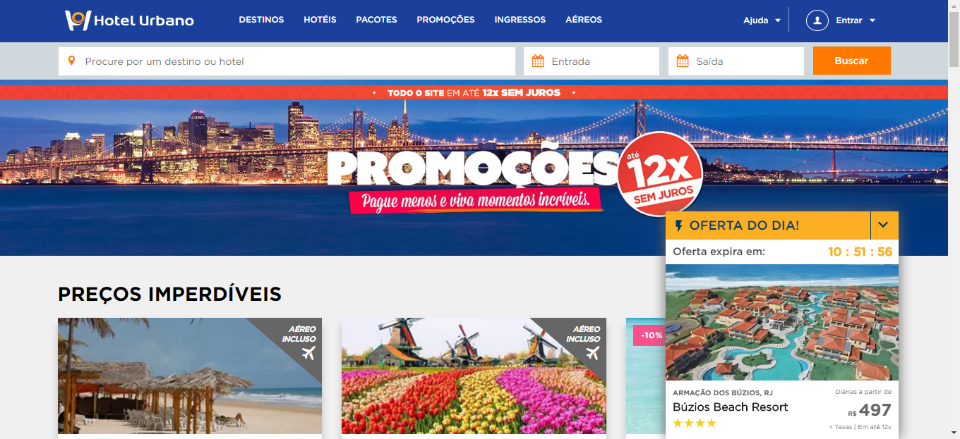 Hotel Urbano
DESTINOS HOTÉIS PACOTES PROMOÇÕES INGRESSOS AÉREOS
Ajuda Entrar
Procure por um destino ou hotel Entrada Saída Buscar
• TODO O SITE EM ATÉ 12x SEM JUROS •
PROMOÇÕES
Pague menos e viva momentos incríveis.
até
12x
SEM JUROS
OFERTA DO DIA!
Oferta expira em: 10 : 51 : 56
PREÇOS IMPERDÍVEIS
AÉREO
INCLUSO
AÉREO
INCLUSO
-10%
ARMAÇÃO DOS BÚZIOS, RJ
Búzios Beach Resort
Diárias a partir de
R$ 497
+ Taxas | Em até 12x